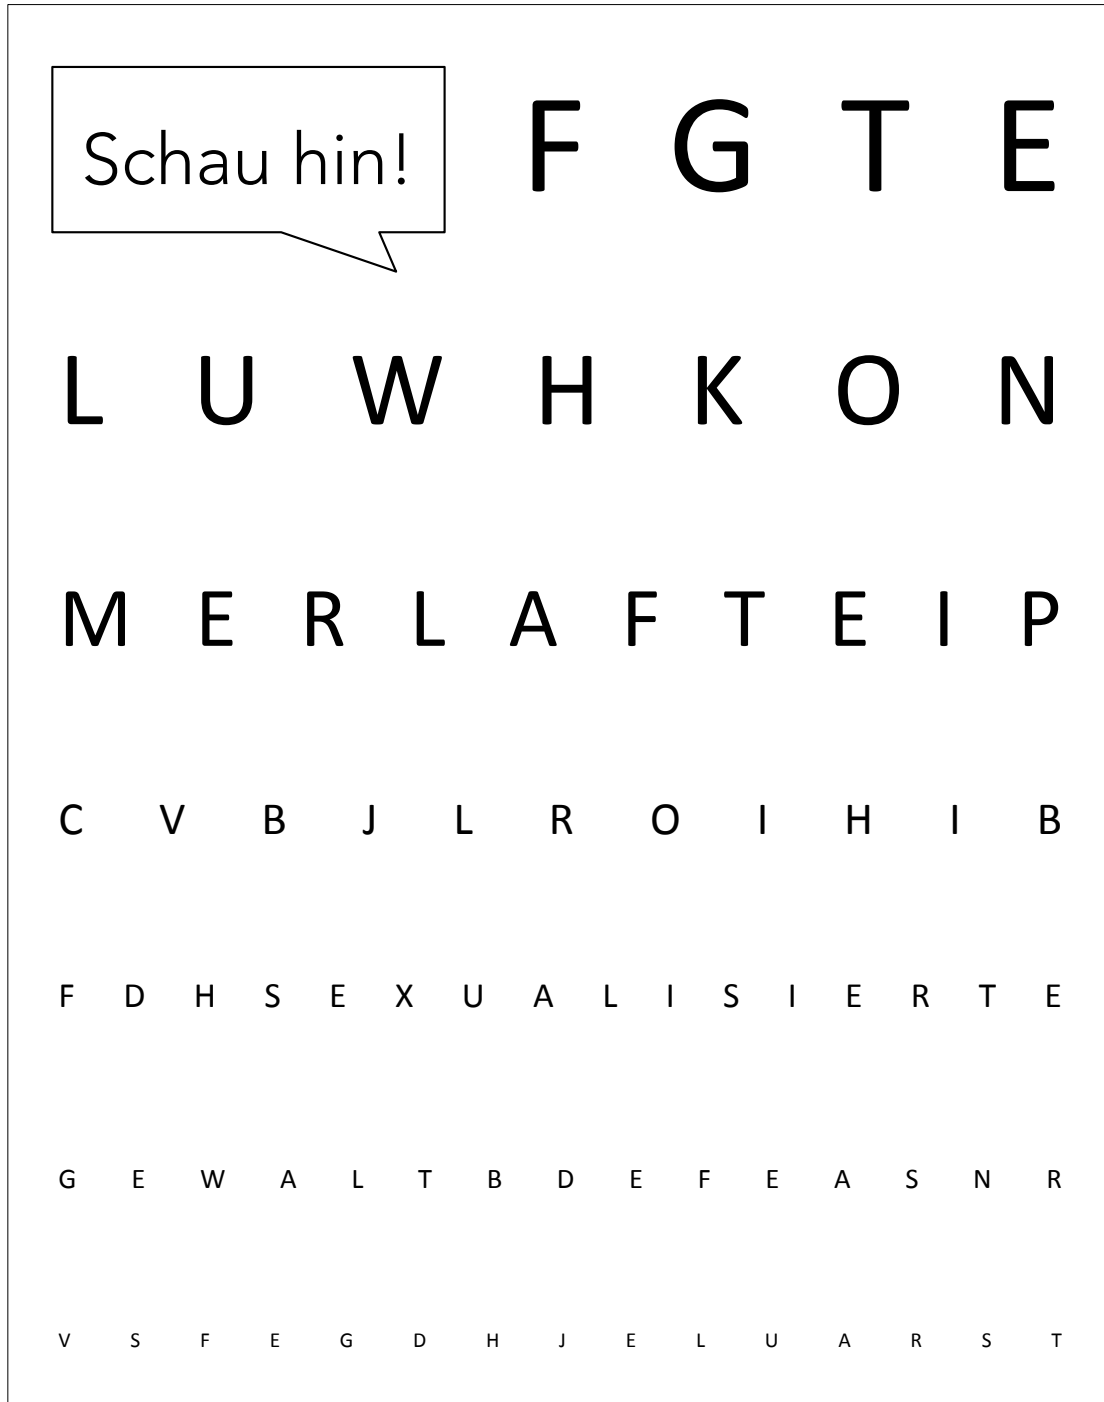 Schau hin!
F G T E
L U W H K O N
M E R L A F T E I P
C V B J L R O I H I B
F D H S E X U A L I S I E R T E
G E W A L T B D E F E A S N R
V S F E G D H J E L U A R S T